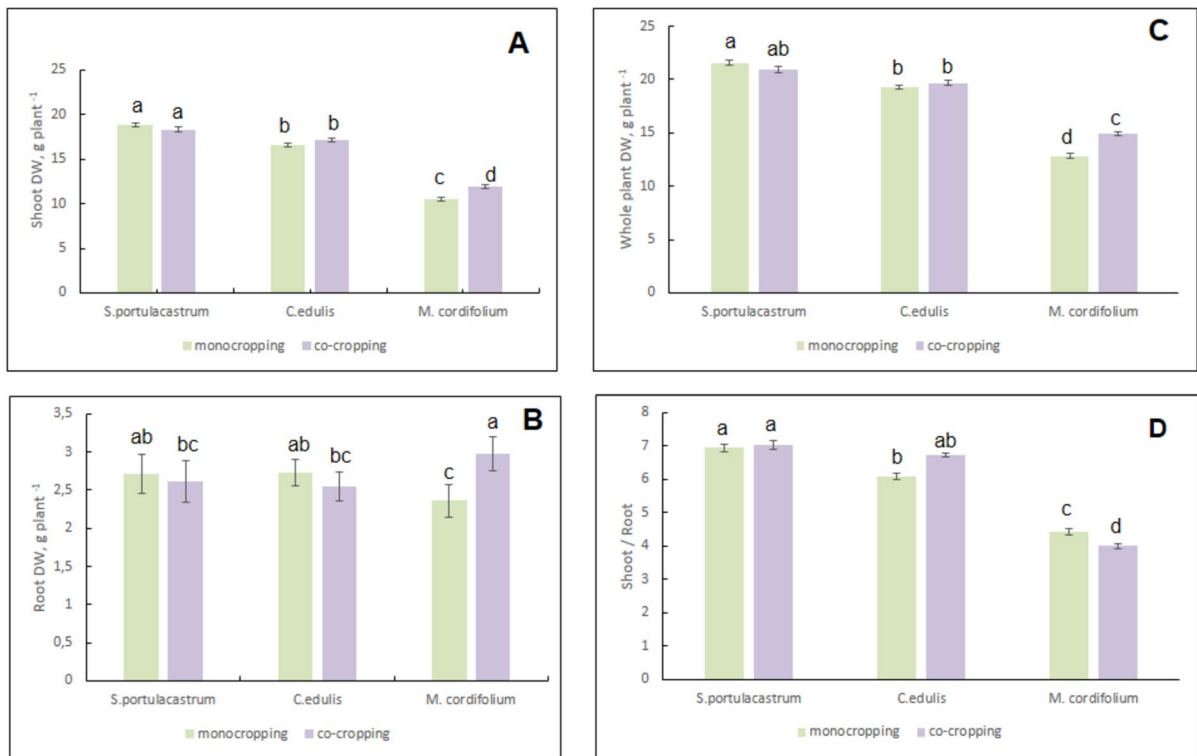 A
Shoot DW, g plant -1
25
20
15
10
5
0
a a b b c d
S.portulacastrum C.edulis M. cordifolium
monocropping co-cropping
C
Whole plant DW, g plant -1
25
20
15
10
5
0
a ab b b d c
S.portulacastrum C.edulis M. cordifolium
monocropping co-cropping
B
Root DW, g plant -1
3,5
3
2,5
2
1,5
1
0,5
0
ab bc ab bc c a
S.portulacastrum C.edulis M. cordifolium
monocropping co-cropping
D
Shoot / Root
8
7
6
5
4
3
2
1
0
a a b ab c d
S.portulacastrum C.edulis M. cordifolium
monocropping co-cropping